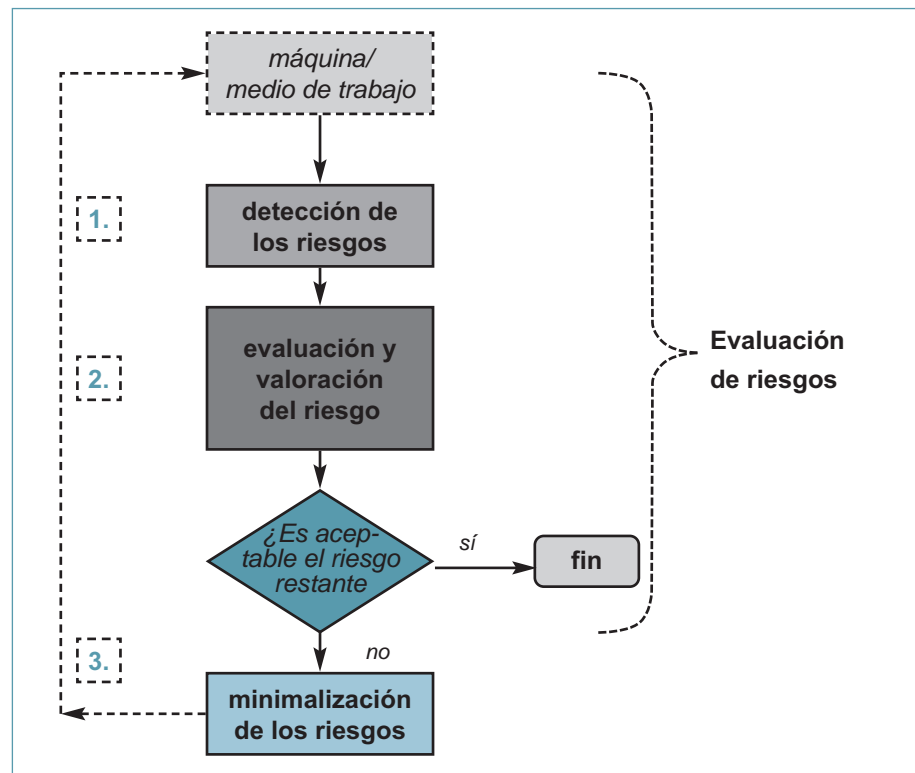 máquina/
medio de trabajo
1.
detección de
los riesgos
2.
evaluación y
valoración
del riesgo
Evaluación
de riesgos
¿Es acep-
table el riesgo
restante
sí
fin
no
3.
minimalización
de los riesgos